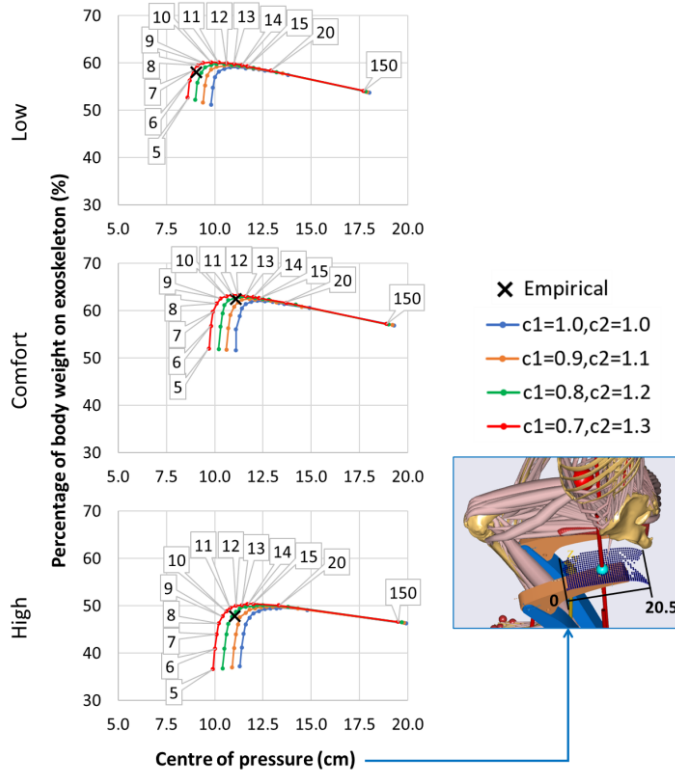 10 11 12 13 14 15 20 150
9
8
7
6
5
70
60
50
40
30
5.0 7.5 10.0 12.5 15.0 17.5 20.0
Low
10 11 12 13 14 15 20 150
9
8
7
6
5
70
60
50
40
30
5.0 7.5 10.0 12.5 15.0 17.5 20.0
Comfort
10 11 12 13 14 15 20 150
9
8
7
6
5
70
60
50
40
30
5.0 7.5 10.0 12.5 15.0 17.5 20.0
High
Percentage of body weight on exoskeleton (%)
Centre of pressure (cm)
Empirical
c1=1.0,c2=1.0
c1=0.9,c2=1.1
c1=0.8,c2=1.2
c1=0.7,c2=1.3
0 20.5